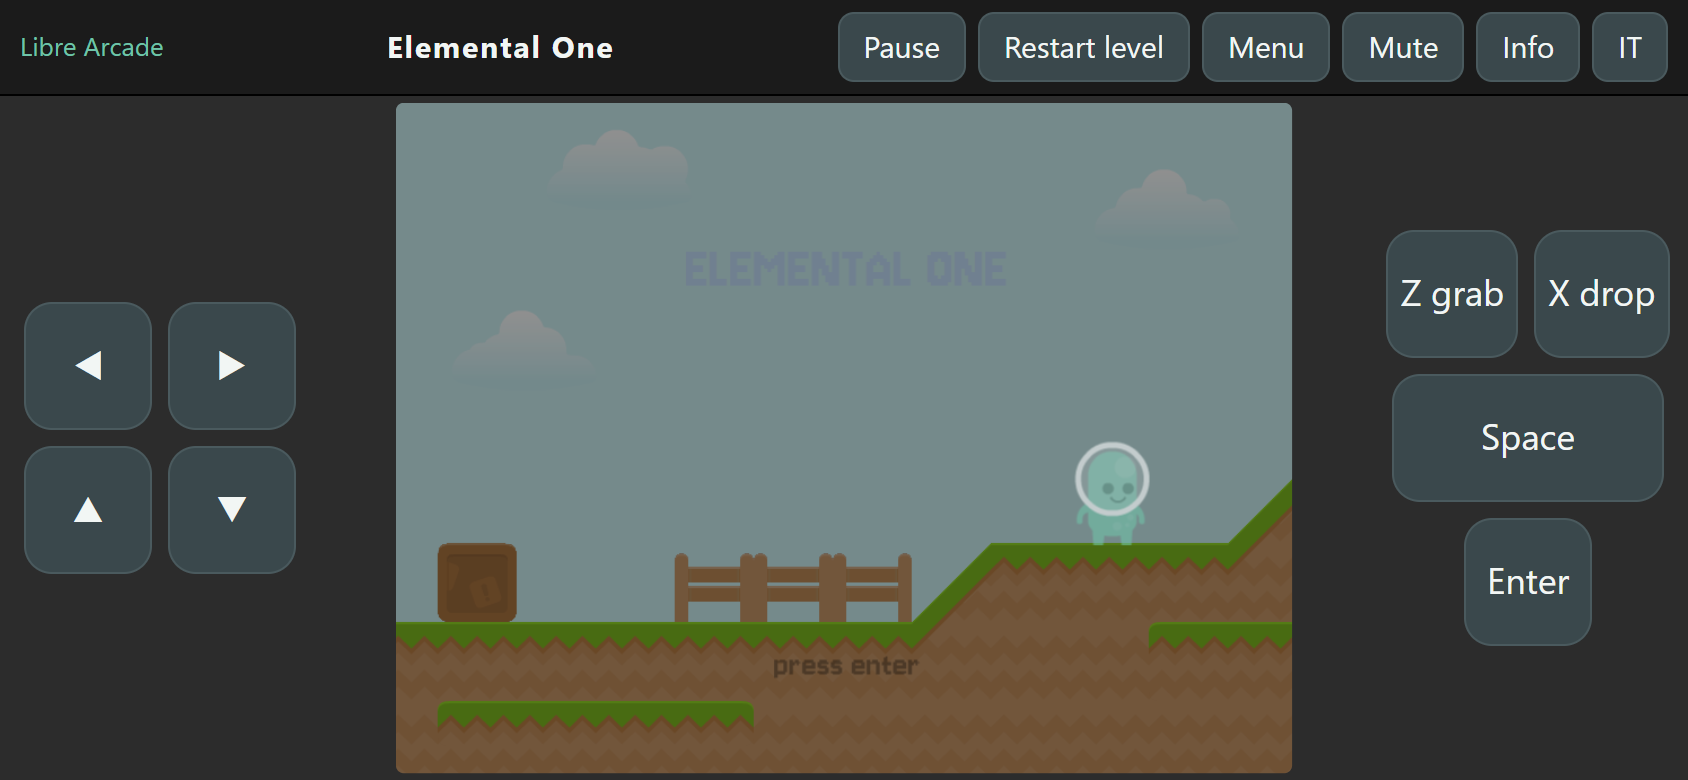 Libre Arcade
Elemental One
Pause
Restart level
Menu
Mute
Info
IT
ELEMENTAL ONE
Z grab
X drop
Space
Enter
press enter